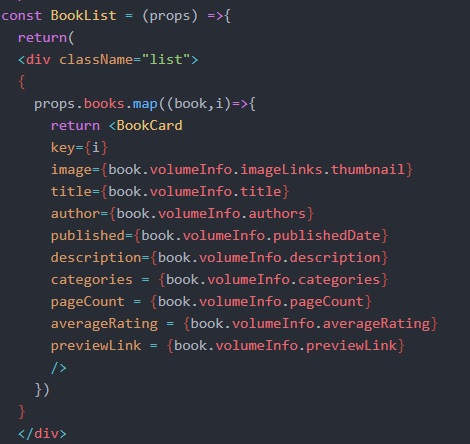 const BookList = (props) =>{
return(
<div className="list">
{
props.books.map((book,i)=>{
return <BookCard
key={i}
image={book.volumeInfo.imageLinks.thumbnail}
title={book.volumeInfo.title}
author={book.volumeInfo.authors}
published={book.volumeInfo.publishedDate}
description={book.volumeInfo.description}
categories = {book.volumeInfo.categories}
pageCount = {book.volumeInfo.pageCount}
averageRating = {book.volumeInfo.averageRating}
previewLink = {book.volumeInfo.previewLink}
/>
})
}
</div>